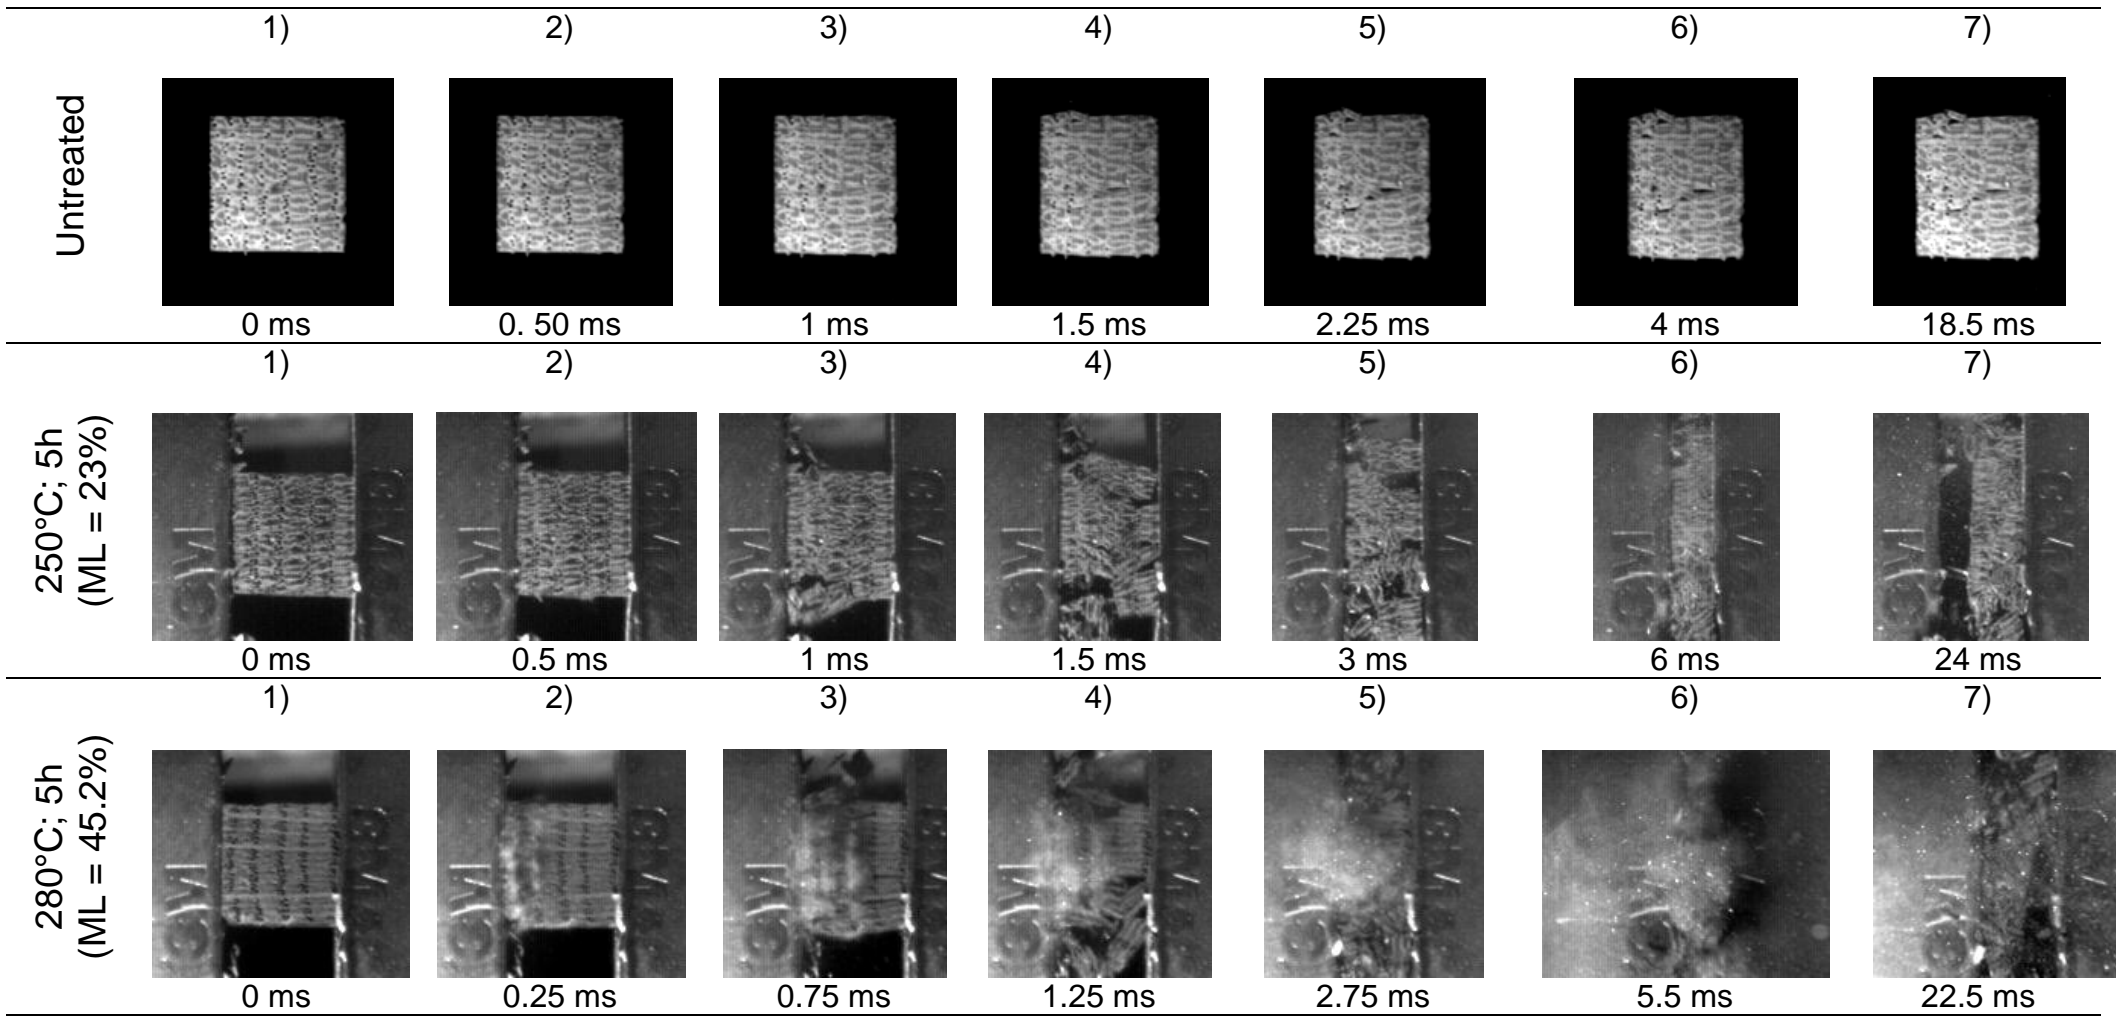 1) 2) 3) 4) 5) 6) 7)
Untreated
0 ms 0. 50 ms 1 ms 1.5 ms 2.25 ms 4 ms 18.5 ms
1) 2) 3) 4) 5) 6) 7)
250°C; 5h
(ML = 23%)
0 ms 0.5 ms 1 ms 1.5 ms 3 ms 6 ms 24 ms
1) 2) 3) 4) 5) 6) 7)
280°C; 5h
(ML = 45.2%)
0 ms 0.25 ms 0.75 ms 1.25 ms 2.75 ms 5.5 ms 22.5 ms